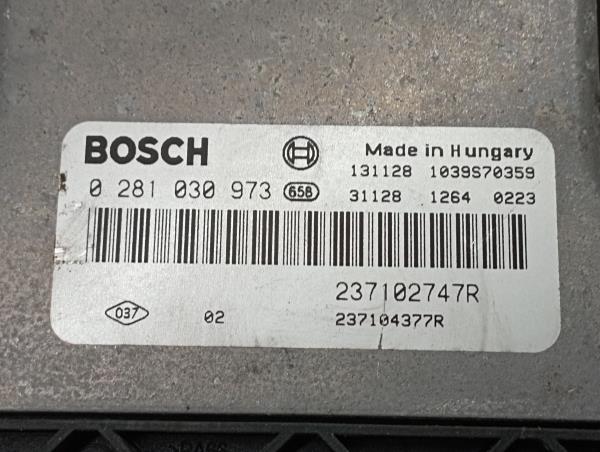 BOSCH
Made in Hungary
131128 1039S70359
0 281 030 973 658
31128 1264 0223
237102747R
037 02 237104377R